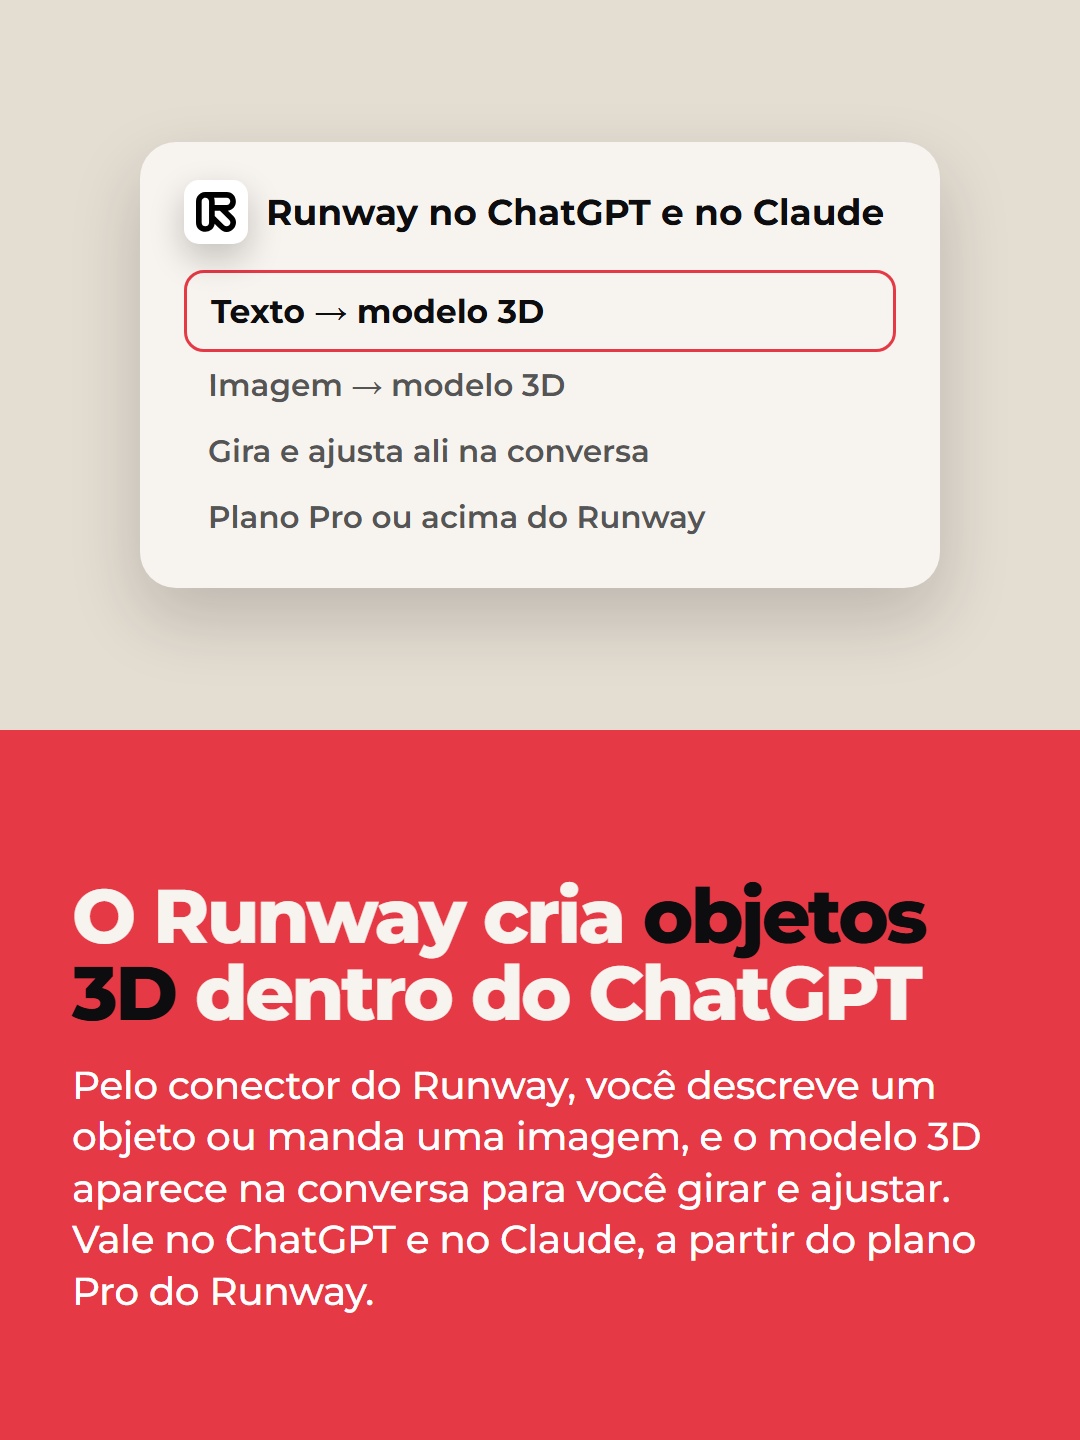 Runway no ChatGPT e no Claude
Texto → modelo 3D
Imagem → modelo 3D
Gira e ajusta ali na conversa
Plano Pro ou acima do Runway
O Runway cria objetos
3D dentro do ChatGPT
Pelo conector do Runway, você descreve um
objeto ou manda uma imagem, e o modelo 3D
aparece na conversa para você girar e ajustar.
Vale no ChatGPT e no Claude, a partir do plano
Pro do Runway.